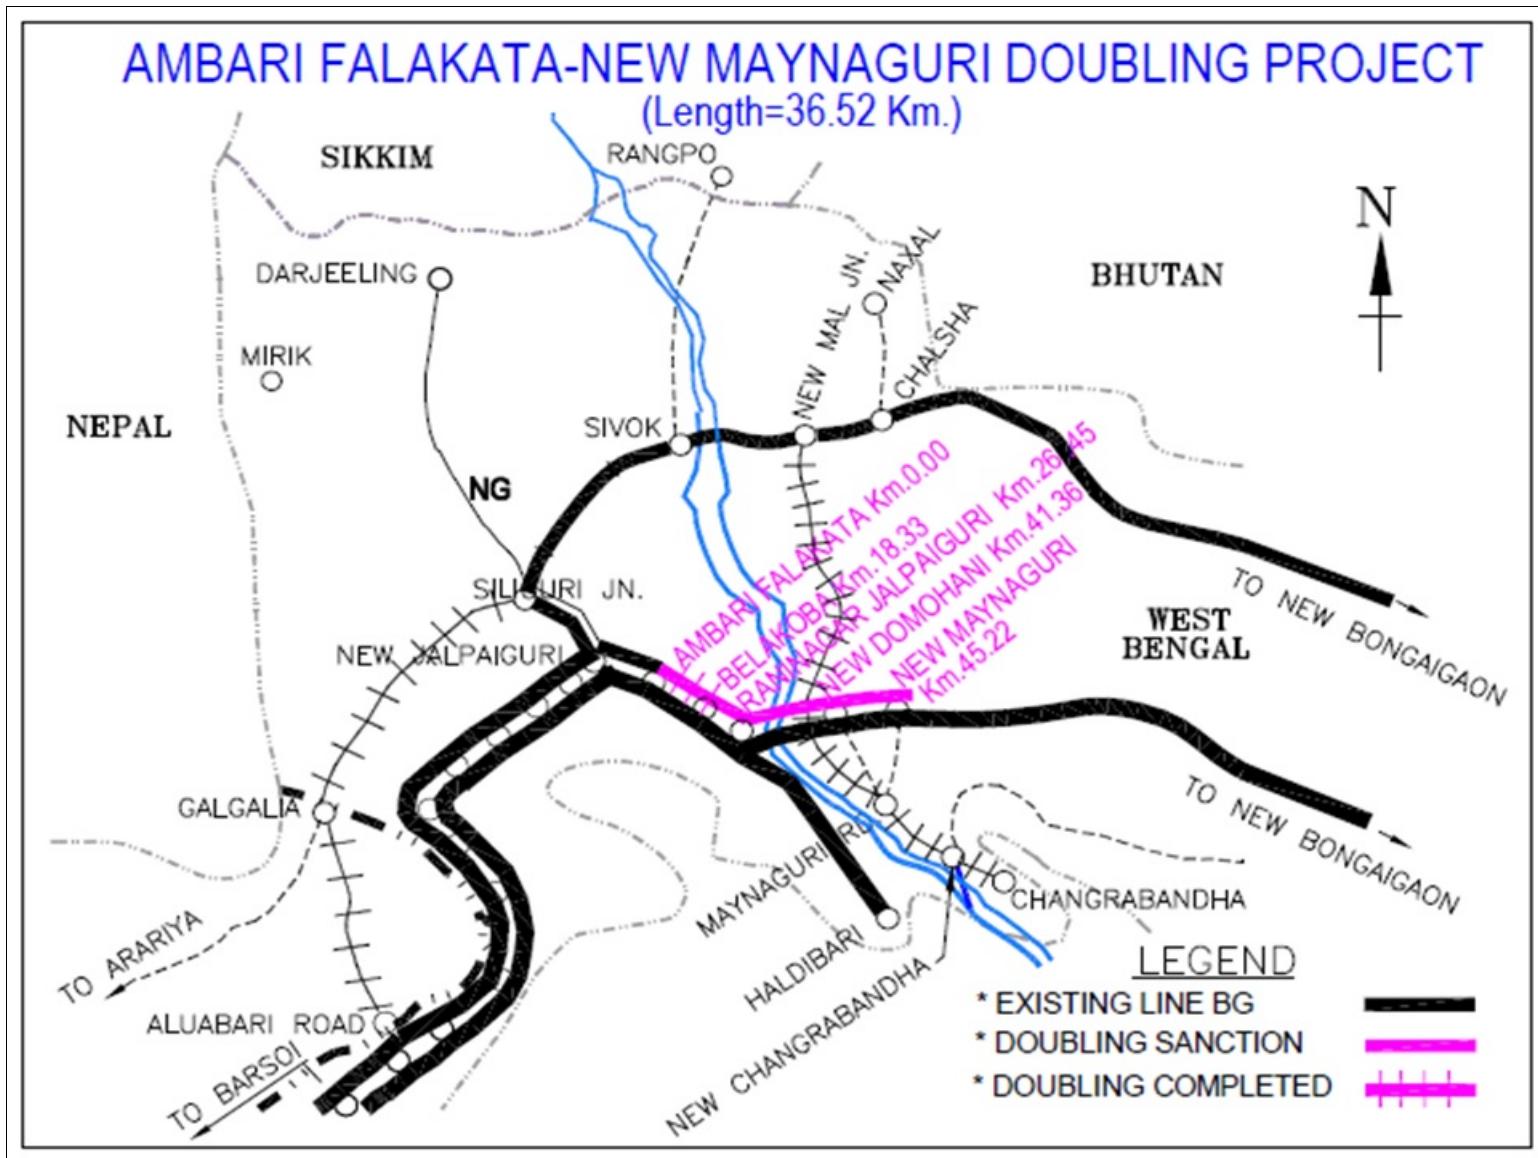 AMBARI FALAKATA-NEW MAYNAGURI DOUBLING PROJECT
(Length=36.52 Km.)
SIKKIM
RANGPO
N
DARJEELING
NEW MAL JN.
NAXAL
BHUTAN
MIRIK
CHALSHA
NEPAL
SIVOK
NG
AMBARI FALAKATA Km.0.00
BELAKOBA Km.18.33
RANINAGAR JALPAIGURI Km.26.45
NEW DOMOHANI Km.41.36
NEW MAYNAGURI
Km.45.22
SILIGURI JN.
TO NEW BONGAIGAON
WEST
BENGAL
NEW JALPAIGURI
GALGALIA
TO NEW BONGAIGAON
MAYNAGURI RD
CHANGRABANDHA
TO ARARIYA
HALDIBARI
NEW CHANGRABANDHA
ALUABARI ROAD
TO BARSOI
LEGEND
* EXISTING LINE BG
* DOUBLING SANCTION
* DOUBLING COMPLETED